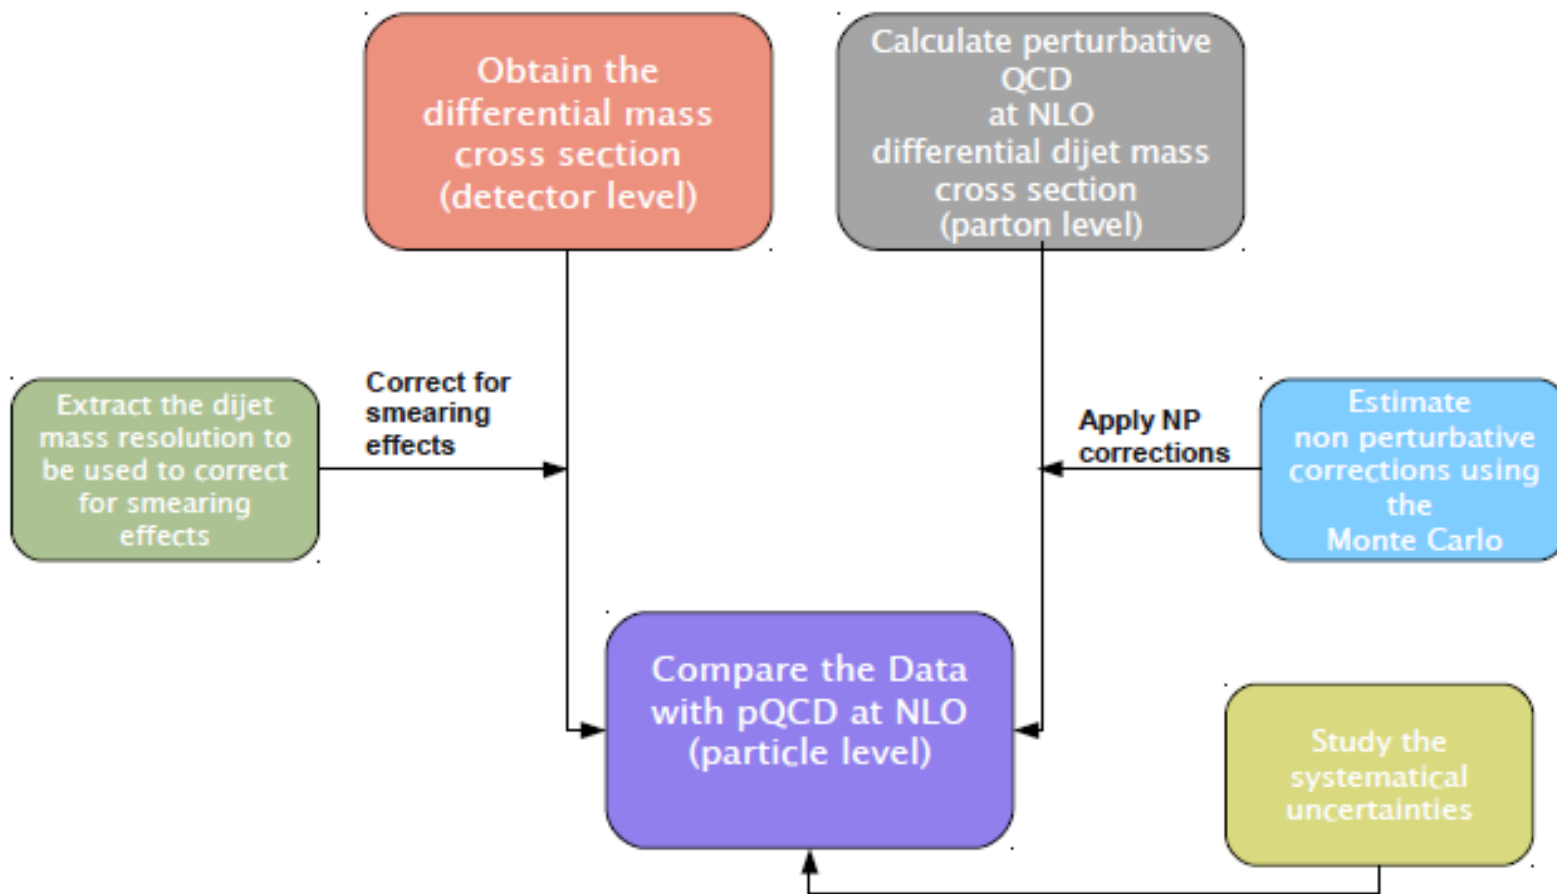 Obtain the
differential mass
cross section
(detector level)
Calculate perturbative
QCD
at NLO
differential dijet mass
cross section
(parton level)
Extract the dijet
mass resolution to
be used to correct
for smearing
effects
Correct for
smearing
effects
Apply NP
corrections
Estimate
non perturbative
corrections using
the
Monte Carlo
Compare the Data
with pQCD at NLO
(particle level)
Study the
systematical
uncertainties